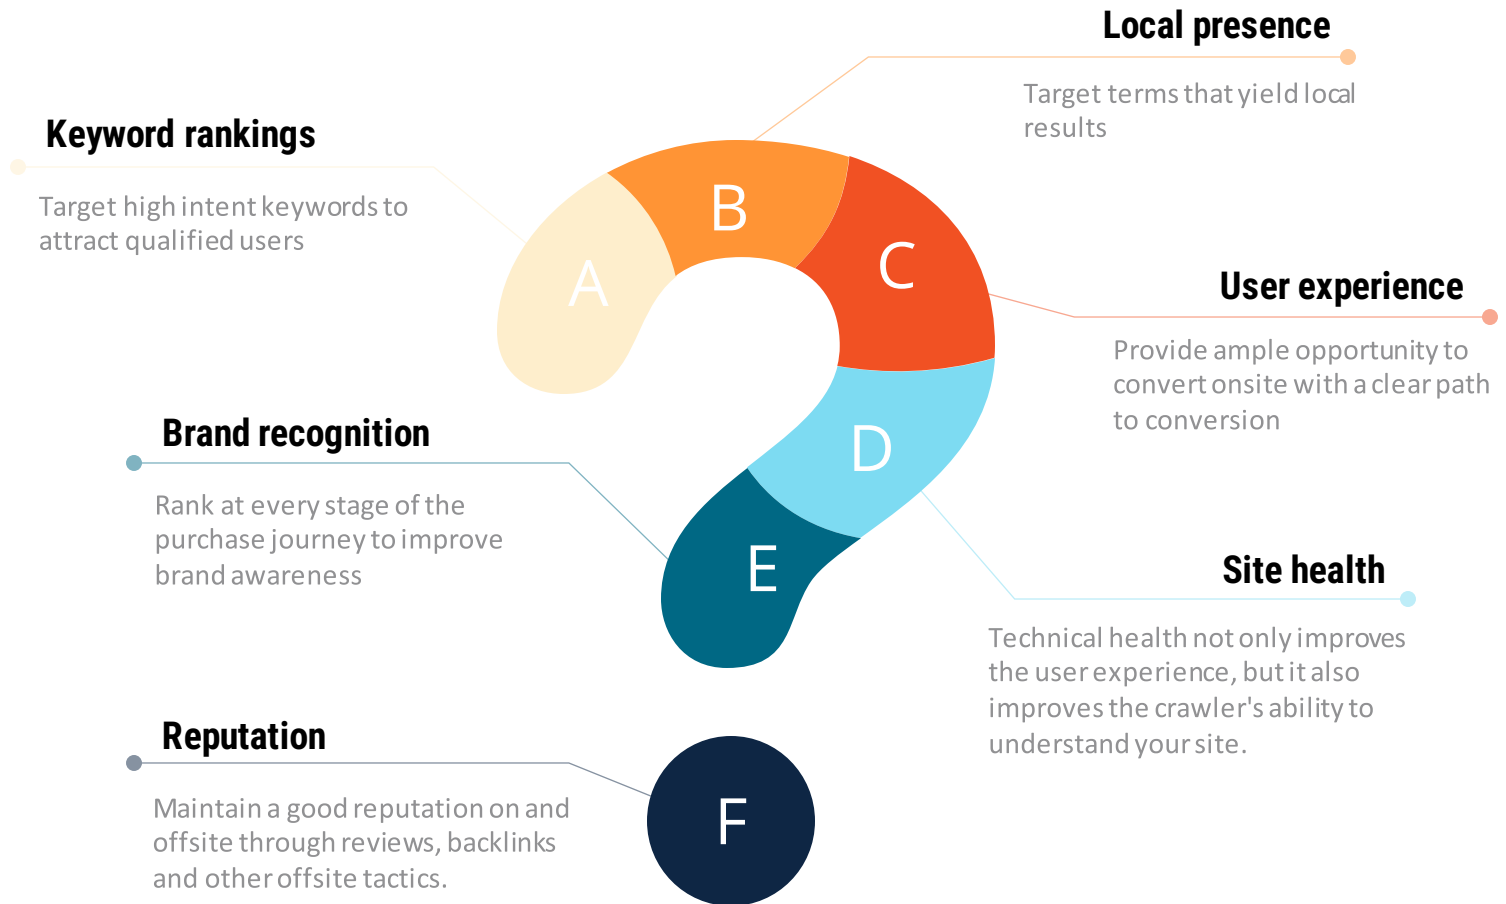 Local presence
Target terms that yield local
results
Keyword rankings
Target high intent keywords to
attract qualified users
B
C
A
User experience
Provide ample opportunity to
convert onsite with a clear path
to conversion
Brand recognition
Rank at every stage of the
purchase journey to improve
brand awareness
D
E
Site health
Technical health not only improves
the user experience, but it also
improves the crawler's ability to
understand your site.
Reputation
Maintain a good reputation on and
offsite through reviews, backlinks
and other offsite tactics.
F